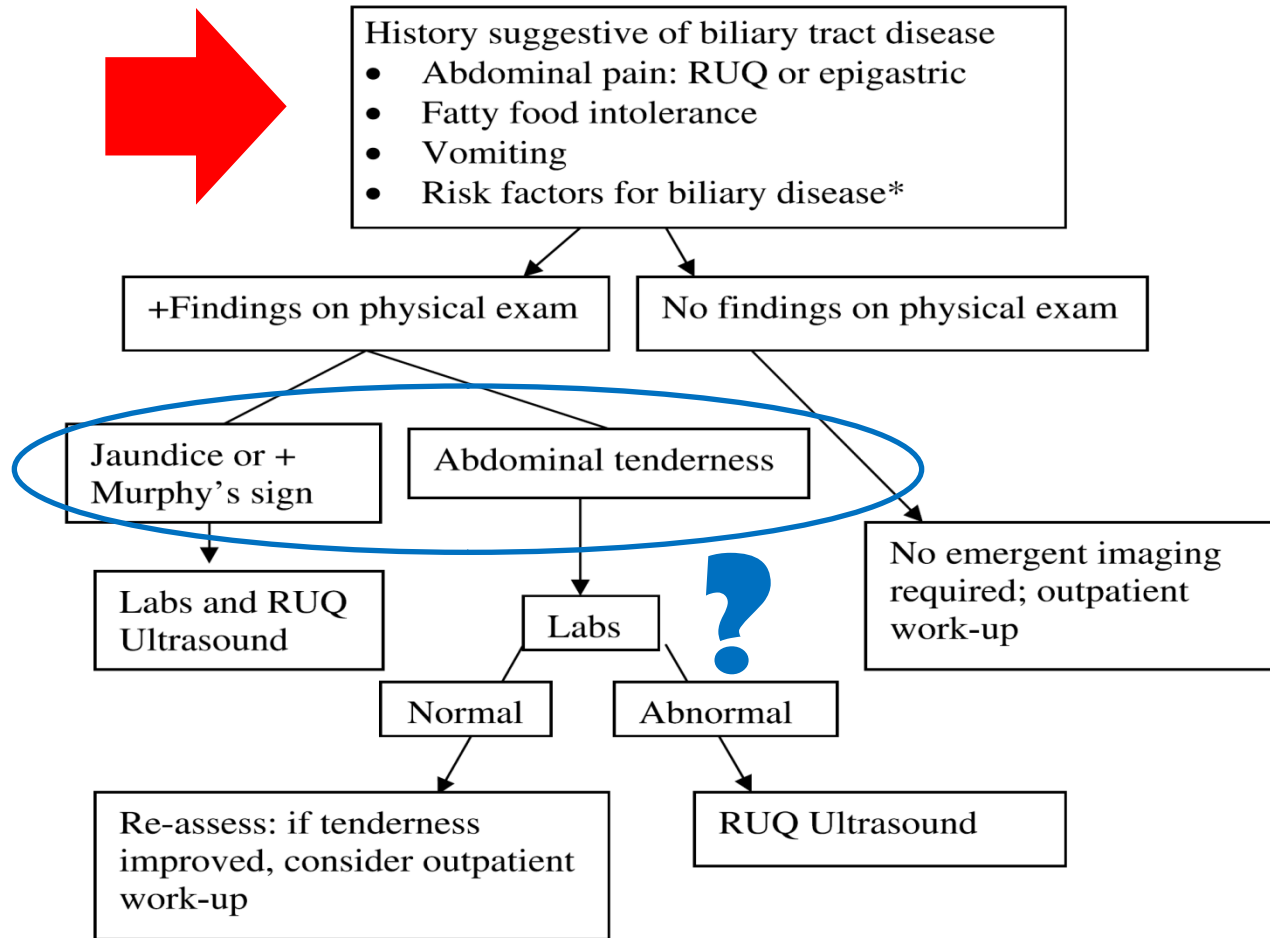 History suggestive of biliary tract disease
• Abdominal pain: RUQ or epigastric
• Fatty food intolerance
• Vomiting
• Risk factors for biliary disease*
+Findings on physical exam
No findings on physical exam
Jaundice or +
Murphy’s sign
Abdominal tenderness
Labs and RUQ
Ultrasound
Labs
?
No emergent imaging
required; outpatient
work-up
Normal
Abnormal
Re-assess: if tenderness
improved, consider outpatient
work-up
RUQ Ultrasound